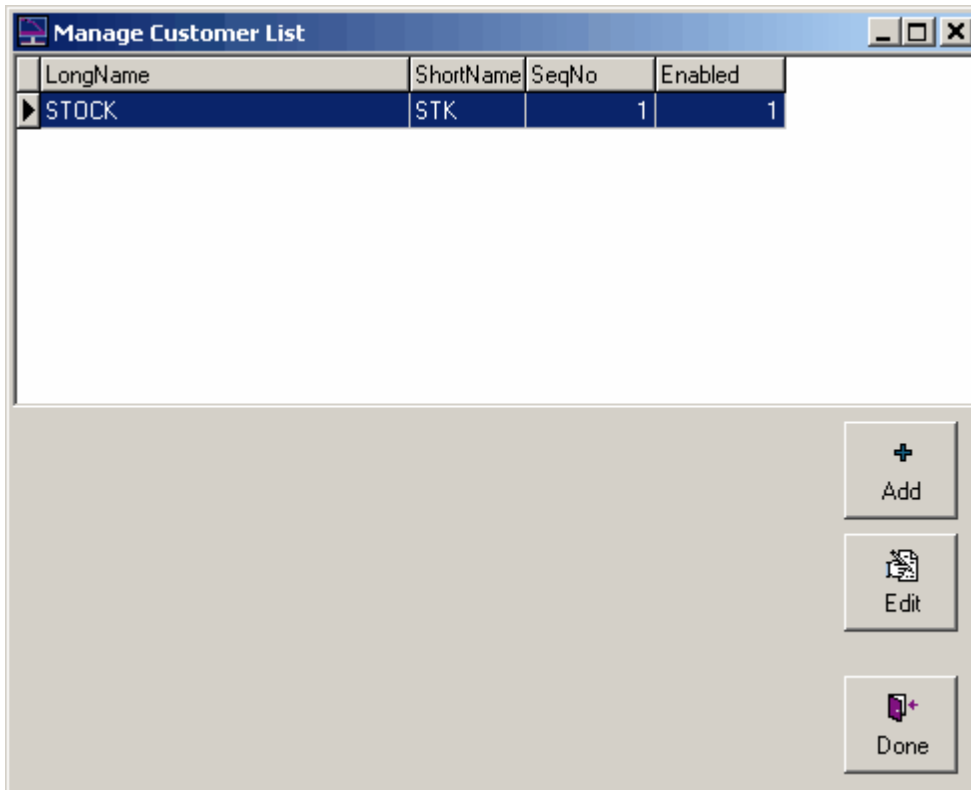 Manage Customer List
LongName ShortName SeqNo Enabled
STOCK STK 1 1
Add
Edit
Done